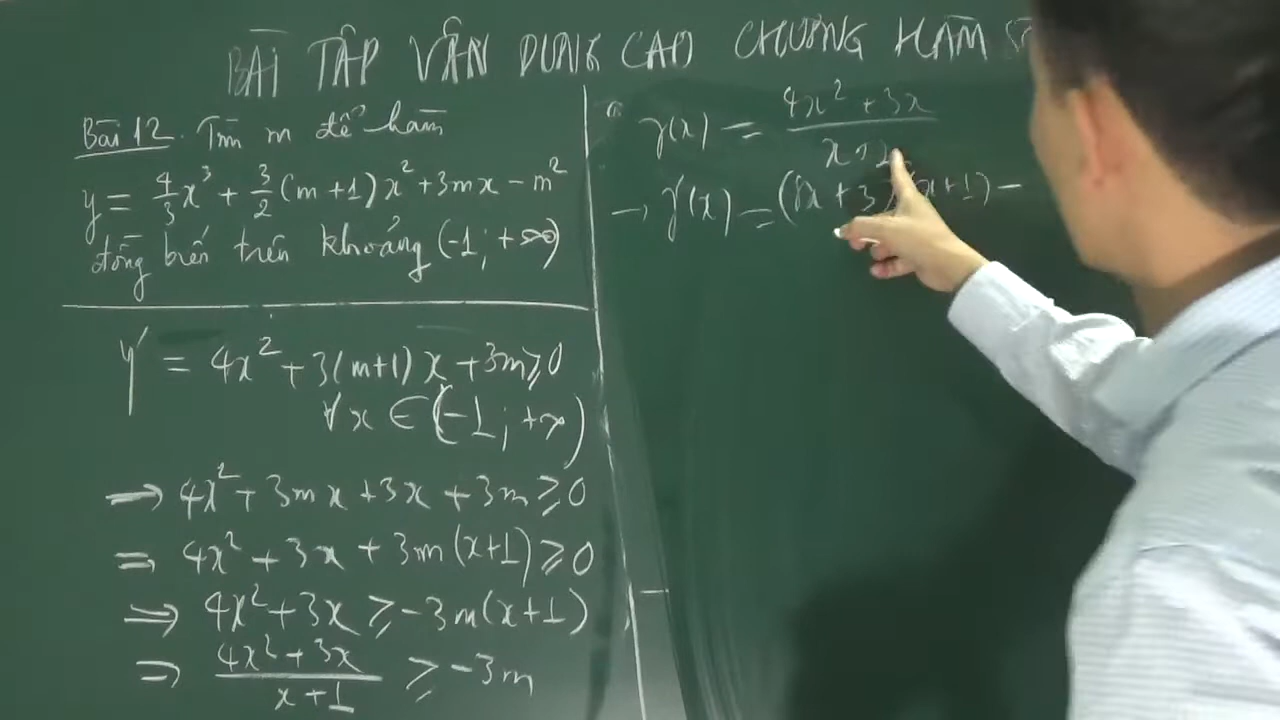 BÀI TẬP VẬN DỤNG CAO CHƯƠNG HÀM
Bài 12. Tìm m để hàm
y = 4/3 x³ + 3/2 (m+1)x² + 3mx − m²
đồng biến trên khoảng (-1; +∞)
y' = 4x² + 3(m+1)x + 3m ≥ 0
∀x ∈ (-1; +∞)
→ 4x² + 3mx + 3x + 3m ≥ 0
⇒ 4x² + 3x + 3m(x+1) ≥ 0
⇒ 4x² + 3x ≥ -3m(x+1)
⇒ (4x² + 3x)/(x+1) ≥ -3m
γ(x) = (4x² + 3x)/(x+1)
→ γ'(x) = (8x + 3)(x+1) −